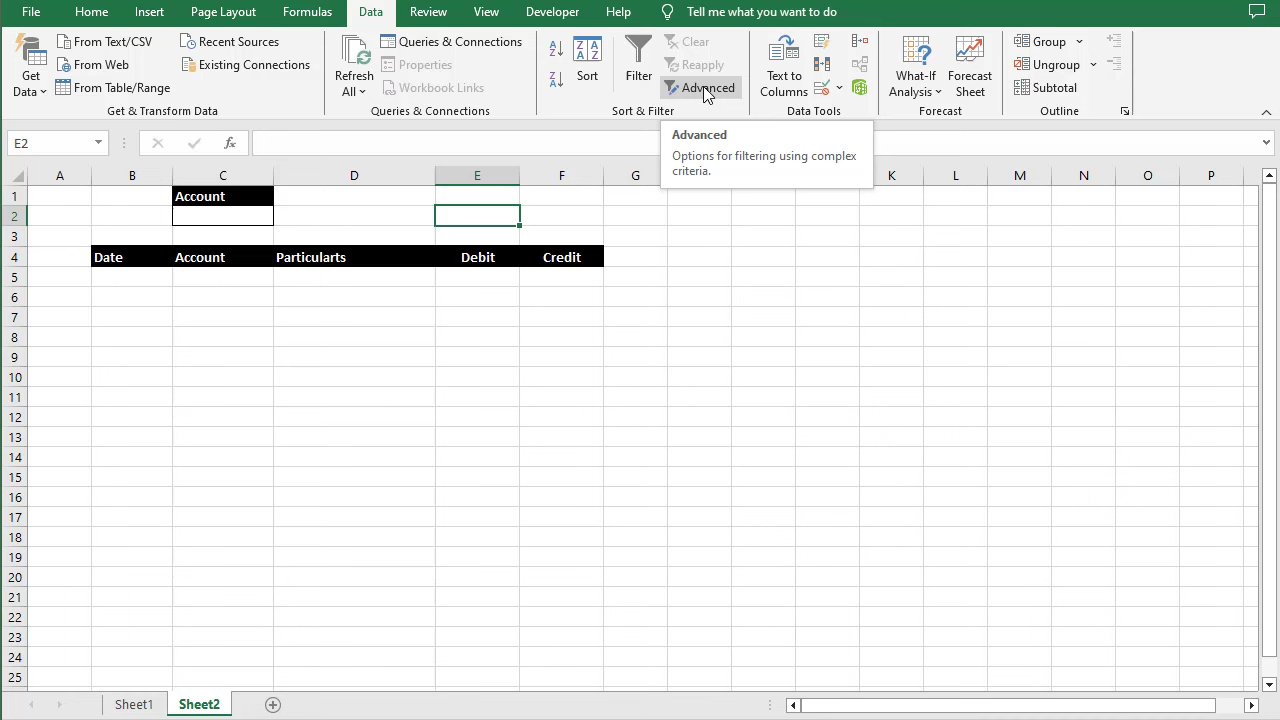 File Home Insert Page Layout Formulas Data Review View Developer Help Tell me what you want to do
Get Data
From Text/CSV
From Web
From Table/Range
Recent Sources
Existing Connections
Get & Transform Data
Refresh All
Queries & Connections
Properties
Workbook Links
Queries & Connections
Sort
Filter
Clear
Reapply
Advanced
Sort & Filter
Text to Columns
Data Tools
What-If Analysis
Forecast Sheet
Forecast
Group
Ungroup
Subtotal
Outline
E2 fx
Advanced
Options for filtering using complex
criteria.
A B C D E F G K L M N O P
1 Account
2
3
4 Date Account Particularts Debit Credit
5
6
7
8
9
10
11
12
13
14
15
16
17
18
19
20
21
22
23
24
25
Sheet1 Sheet2